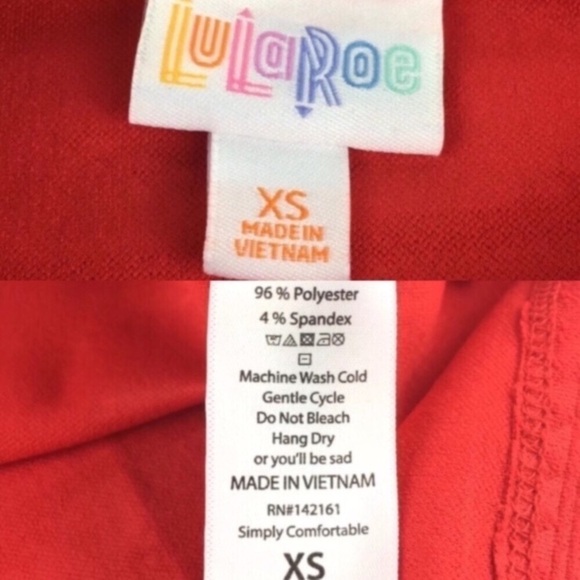 LuLaRoe
XS
MADE IN
VIETNAM
96 % Polyester
4 % Spandex
Machine Wash Cold
Gentle Cycle
Do Not Bleach
Hang Dry
or you'll be sad
MADE IN VIETNAM
RN#142161
Simply Comfortable
XS